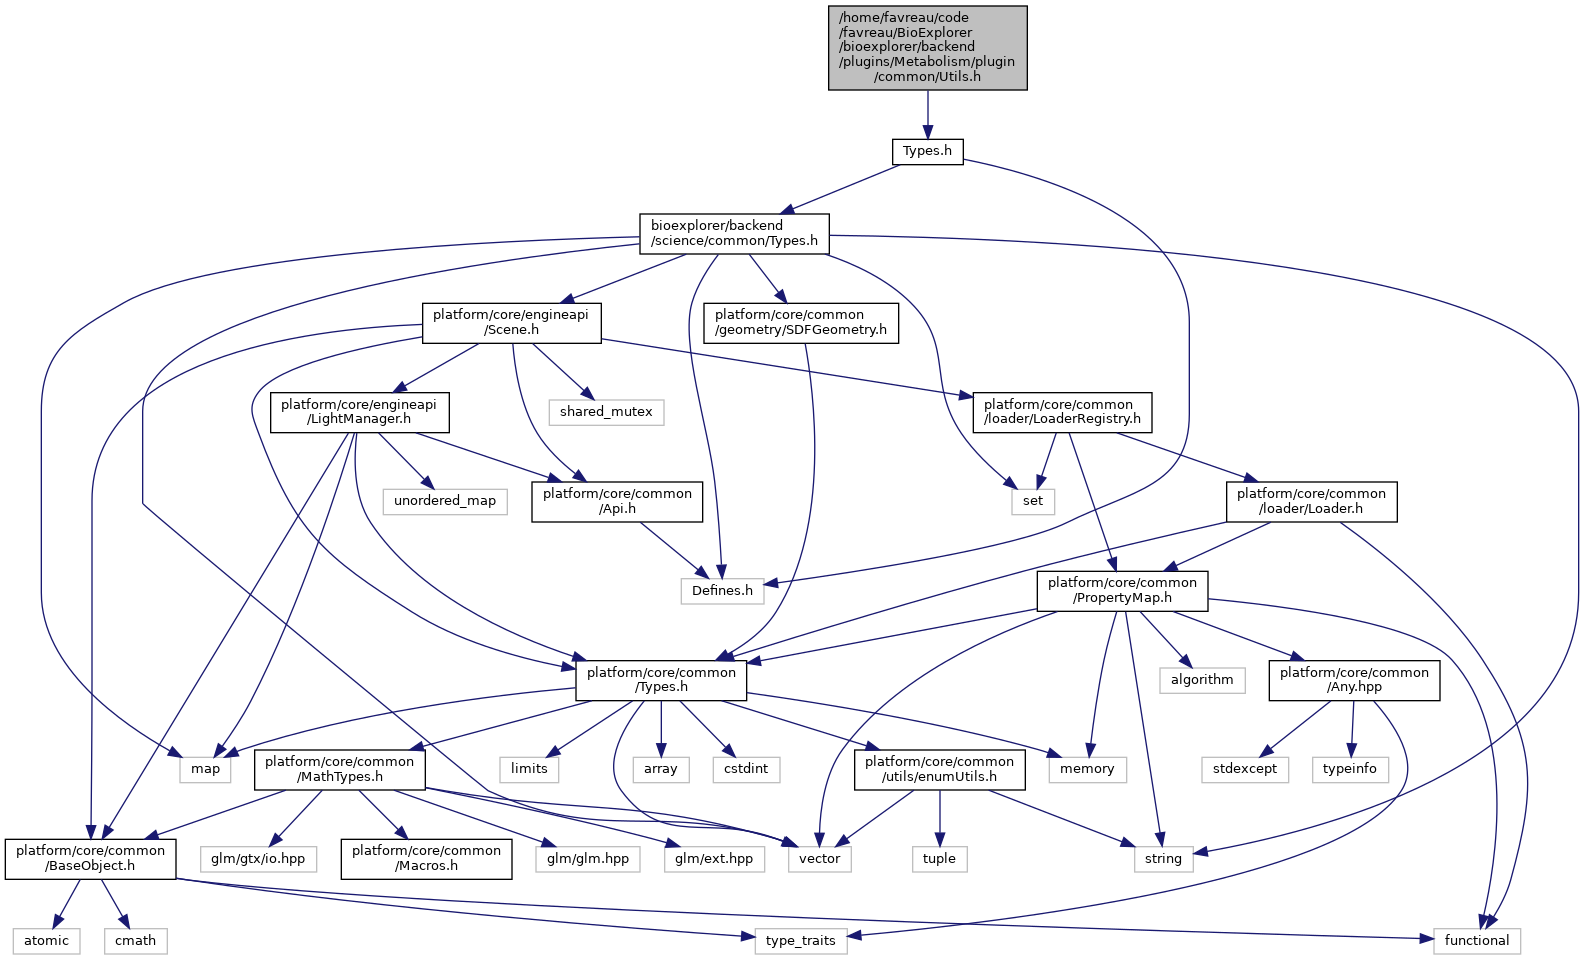 /home/favreau/code
/favreau/BioExplorer
/bioexplorer/backend
/plugins/Metabolism/plugin
/common/Utils.h
Types.h
bioexplorer/backend
/science/common/Types.h
platform/core/engineapi
/Scene.h
platform/core/common
/geometry/SDFGeometry.h
platform/core/engineapi
/LightManager.h
shared_mutex
platform/core/common
/loader/LoaderRegistry.h
unordered_map
platform/core/common
/Api.h
set
platform/core/common
/loader/Loader.h
Defines.h
platform/core/common
/PropertyMap.h
platform/core/common
/Types.h
algorithm
platform/core/common
/Any.hpp
map
platform/core/common
/MathTypes.h
limits
array
cstdint
platform/core/common
/utils/enumUtils.h
memory
stdexcept
typeinfo
platform/core/common
/BaseObject.h
glm/gtx/io.hpp
platform/core/common
/Macros.h
glm/glm.hpp
glm/ext.hpp
vector
tuple
string
atomic
cmath
type_traits
functional